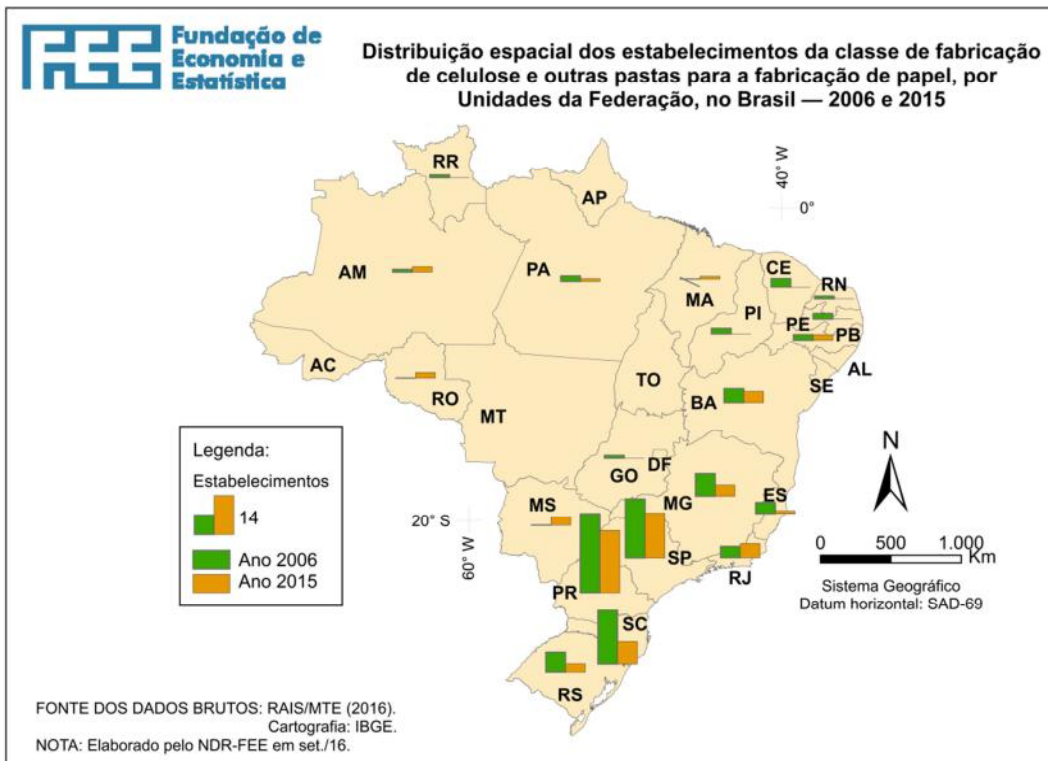 FEE
Fundação de
Economia e
Estatística
Distribuição espacial dos estabelecimentos da classe de fabricação
de celulose e outras pastas para a fabricação de papel, por
Unidades da Federação, no Brasil — 2006 e 2015
40° W
0°
RR
AP
AM
PA
MA
CE
RN
PI
PE
PB
AC
RO
TO
AL
SE
MT
BA
GO
DF
MS
MG
ES
20° S
60° W
SP
RJ
PR
SC
RS
Legenda:
Estabelecimentos
14
Ano 2006
Ano 2015
N
0 500 1.000
Km
Sistema Geográfico
Datum horizontal: SAD-69
FONTE DOS DADOS BRUTOS: RAIS/MTE (2016).
Cartografia: IBGE.
NOTA: Elaborado pelo NDR-FEE em set./16.